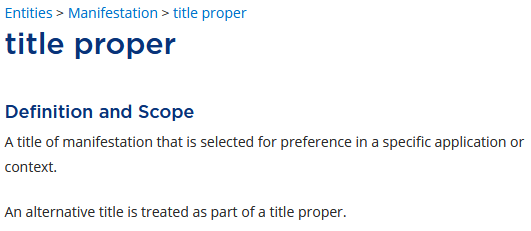 Entities > Manifestation > title proper
title proper
Definition and Scope
A title of manifestation that is selected for preference in a specific application or
context.
An alternative title is treated as part of a title proper.